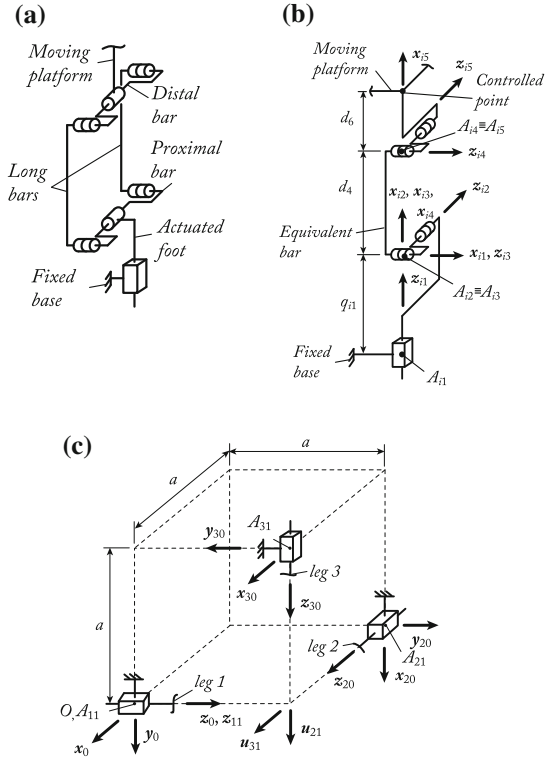 (a)
Moving
platform
Distal
bar
Proximal
bar
Long
bars
Actuated
foot
Fixed
base
(b)
Moving
platform
x_{i5}
z_{i5}
Controlled
point
d_6
A_{i4}≡A_{i5}
z_{i4}
d_4
x_{i2}, x_{i3},
x_{i4}
z_{i2}
Equivalent
bar
x_{i1}, z_{i3}
z_{i1}
A_{i2}≡A_{i3}
q_{i1}
Fixed
base
A_{i1}
(c)
a
a
a
A_{31}
y_{30}
x_{30}
leg 3
z_{30}
leg 2
z_{20}
A_{21}
y_{20}
x_{20}
leg 1
O, A_{11}
z_0, z_{11}
x_0
y_0
u_{31}
u_{21}